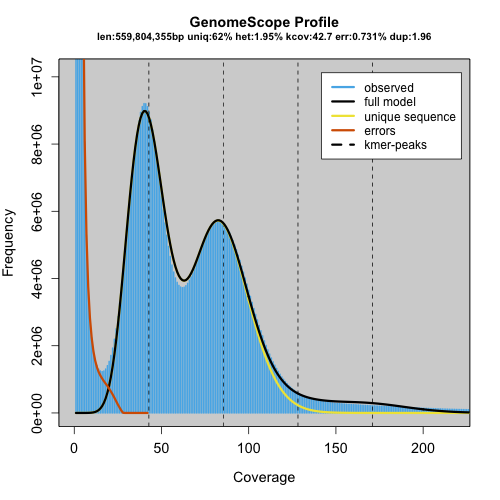 GenomeScope Profile
len:559,804,355bp uniq:62% het:1.95% kcov:42.7 err:0.731% dup:1.96
observed
full model
unique sequence
errors
kmer-peaks
Frequency
1e+07
8e+06
6e+06
4e+06
2e+06
0e+00
0 50 100 150 200
Coverage